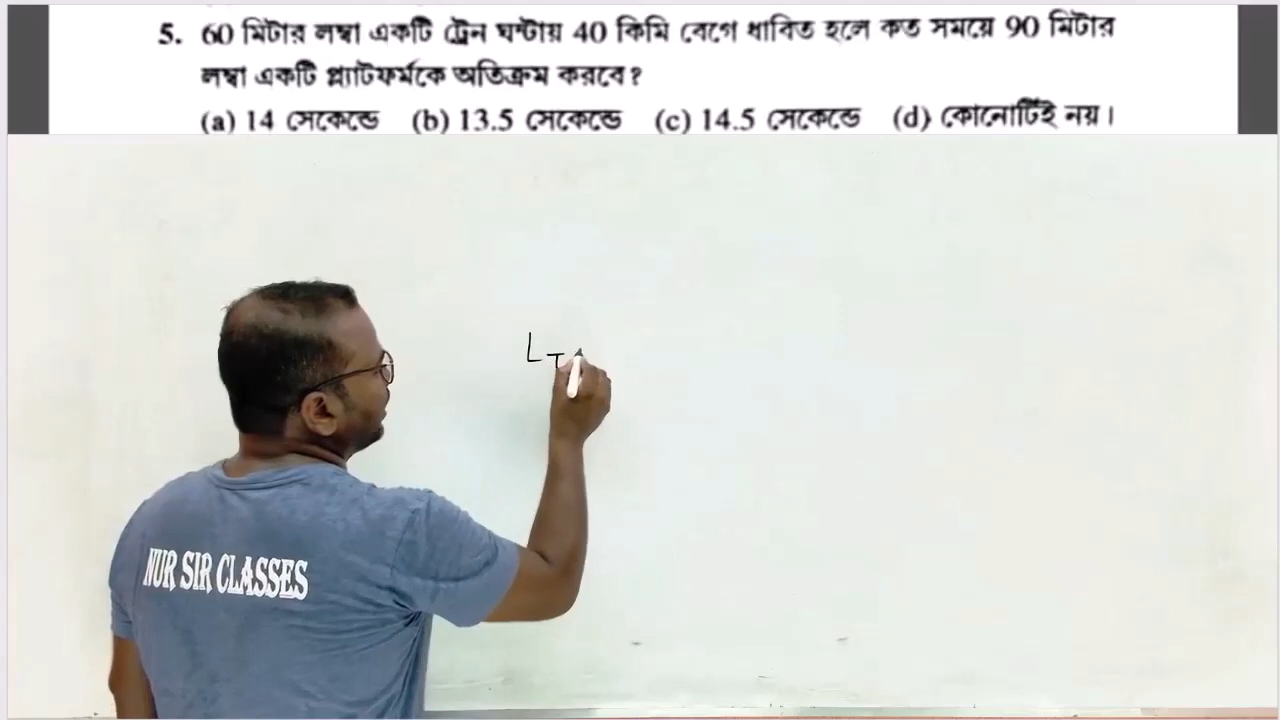 5. 60 মিটার লম্বা একটি ট্রেন ঘণ্টায় 40 কিমি বেগে ধাবিত হলে কত সময়ে 90 মিটার
লম্বা একটি প্ল্যাটফর্মকে অতিক্রম করবে?
(a) 14 সেকেন্ডে (b) 13.5 সেকেন্ডে (c) 14.5 সেকেন্ডে (d) কোনোটিই নয়।
L T
NUR SIR CLASSES